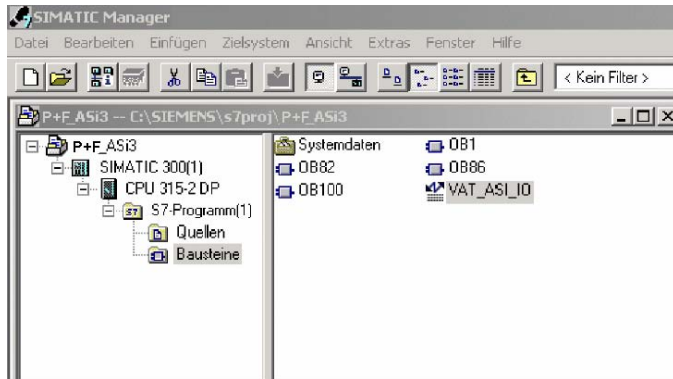 SIMATIC Manager
Datei Bearbeiten Einfügen Zielsystem Ansicht Extras Fenster Hilfe
< Kein Filter >
P+F_ASi3 -- C:\SIEMENS\s7proj\P+F_ASi3
P+F_ASi3
SIMATIC 300(1)
CPU 315-2 DP
S7-Programm(1)
Quellen
Bausteine
Systemdaten OB1
OB82 OB86
OB100 VAT_ASI_IO